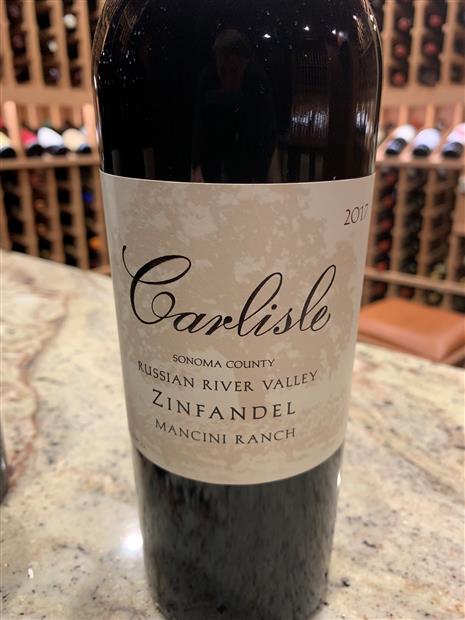 2017
Carlisle
SONOMA COUNTY
RUSSIAN RIVER VALLEY
ZINFANDEL
MANCINI RANCH